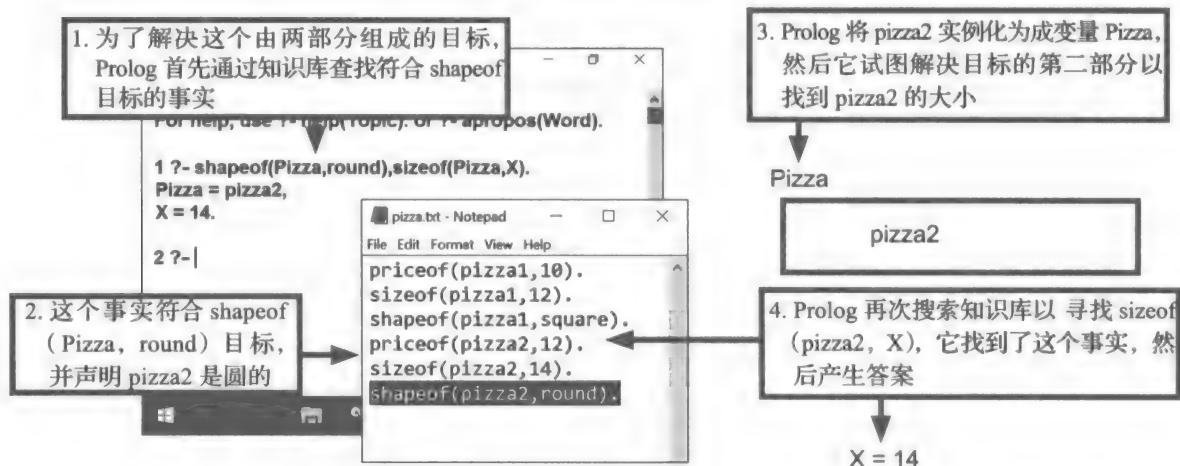 1. 为了解决这个由两部分组成的目标,
Prolog 首先通过知识库查找符合 shapeof
目标的事实
For help, use ?- help(Topic). or ?- apropos(Word).
1 ?- shapeof(Pizza,round),sizeof(Pizza,X).
Pizza = pizza2,
X = 14.
2 ?-
2. 这个事实符合 shapeof
(Pizza, round)目标,
并声明 pizza2 是圆的
pizza.txt - Notepad
File Edit Format View Help
priceof(pizza1,10).
sizeof(pizza1,12).
shapeof(pizza1,square).
priceof(pizza2,12).
sizeof(pizza2,14).
shapeof(pizza2,round).
3. Prolog 将 pizza2 实例化为成变量 Pizza,
然后它试图解决目标的第二部分以
找到 pizza2 的大小
Pizza
pizza2
4. Prolog 再次搜索知识库以 寻找 sizeof
(pizza2, X), 它找到了这个事实, 然
后产生答案
X = 14